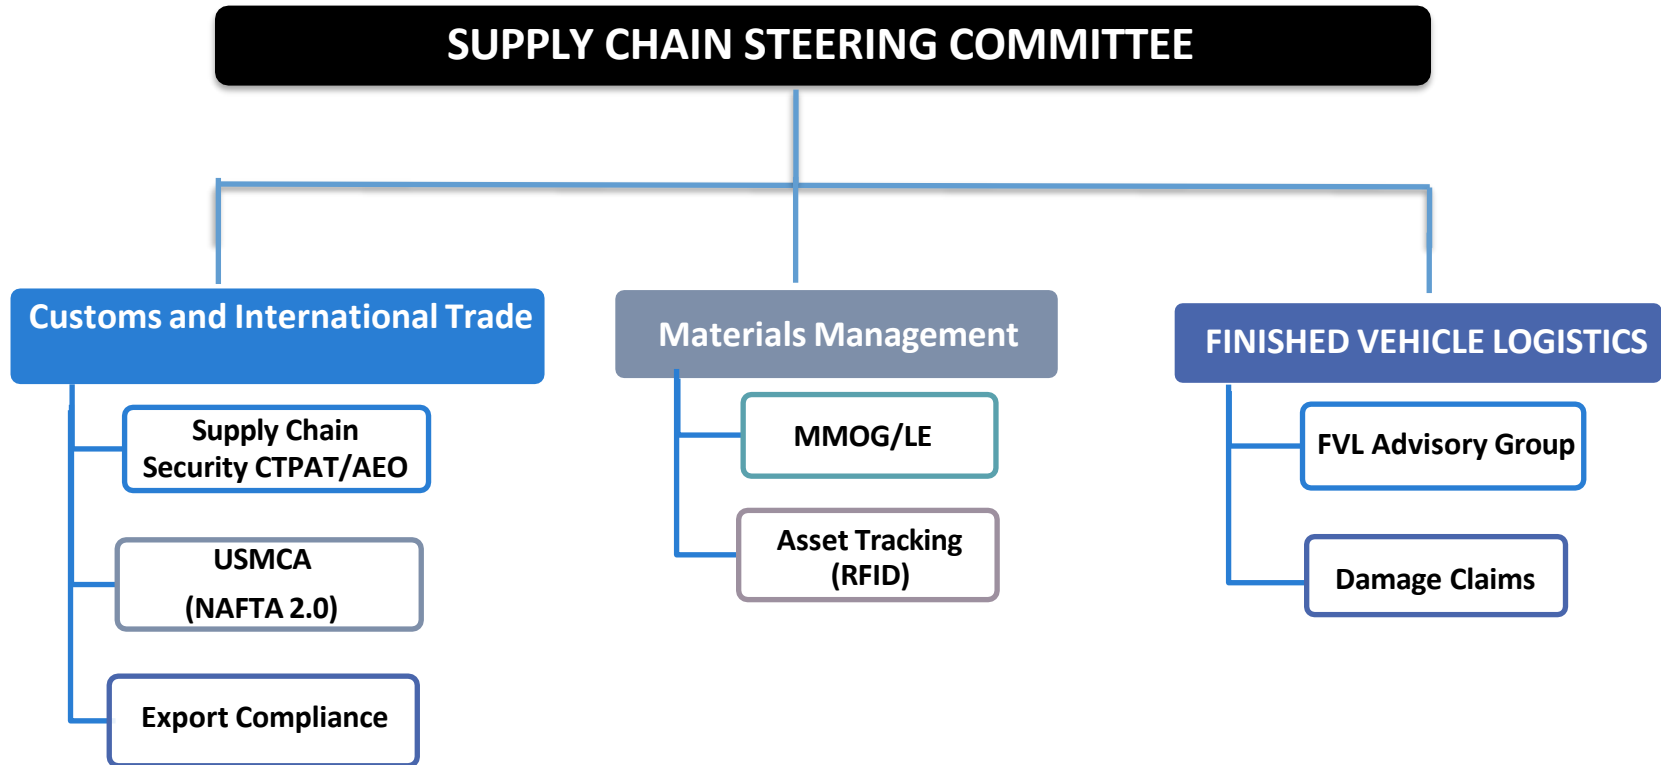 SUPPLY CHAIN STEERING COMMITTEE
Customs and International Trade
Supply Chain
Security CTPAT/AEO
USMCA
(NAFTA 2.0)
Export Compliance
Materials Management
MMOG/LE
Asset Tracking
(RFID)
FINISHED VEHICLE LOGISTICS
FVL Advisory Group
Damage Claims